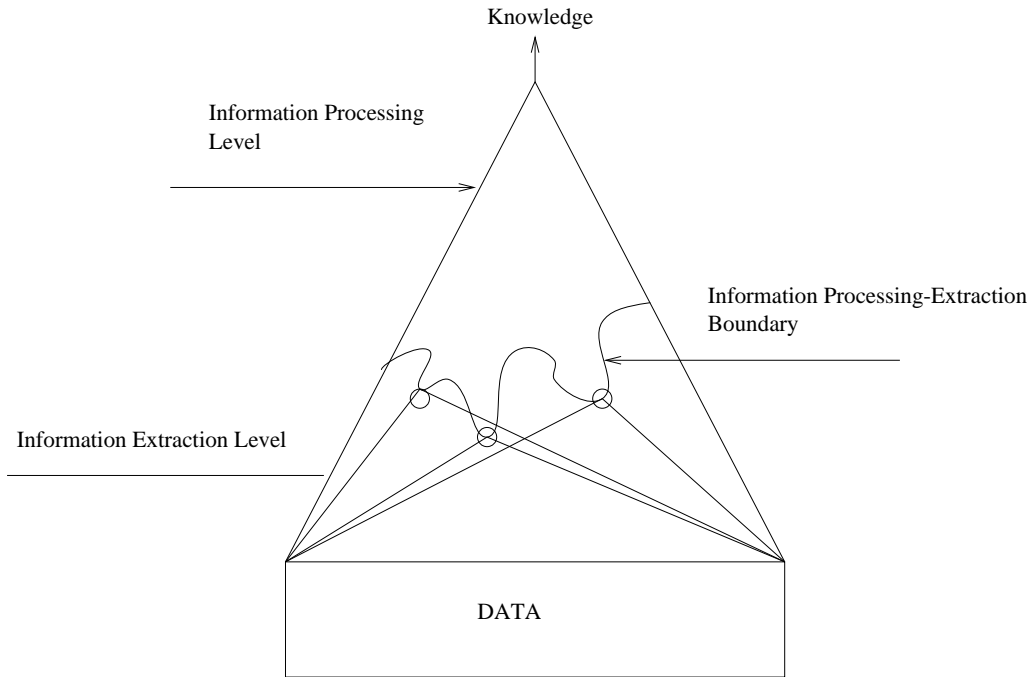 Knowledge
Information Processing
Level
Information Processing-Extraction
Boundary
Information Extraction Level
DATA